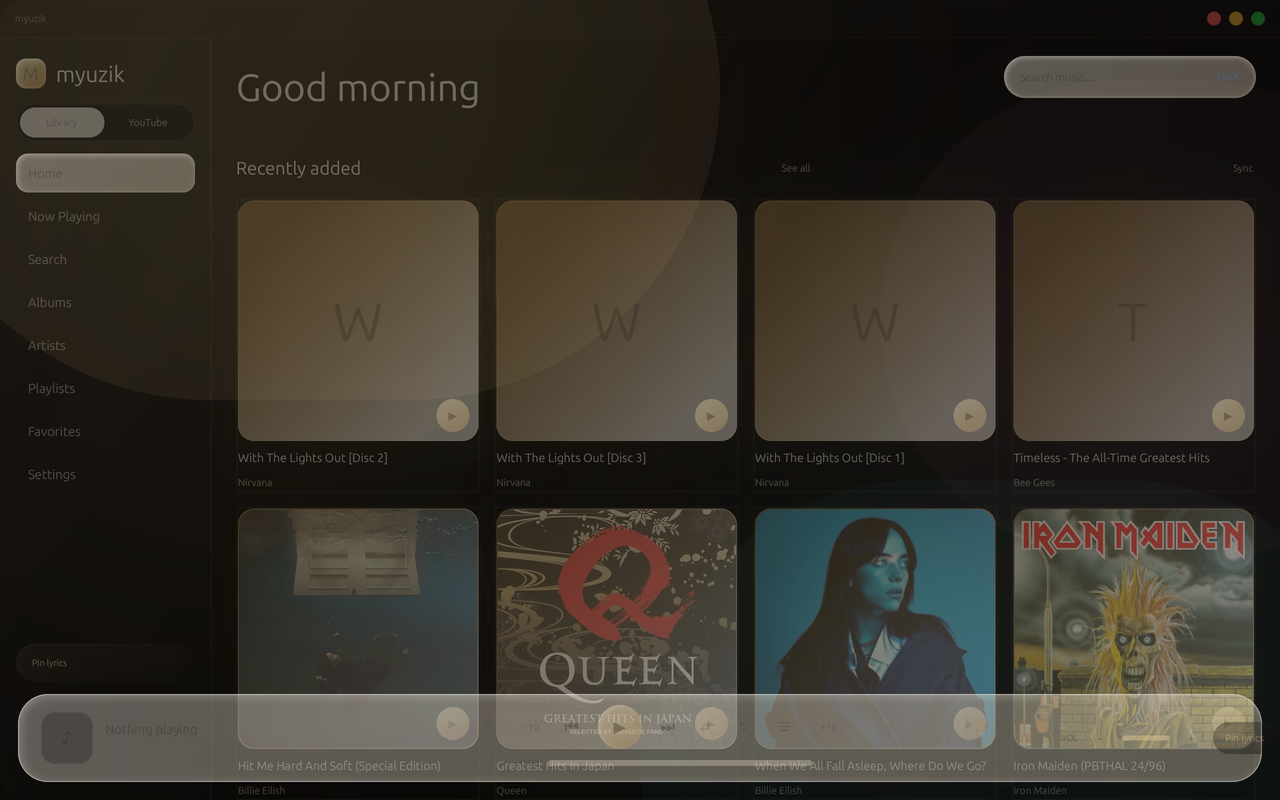 myuzik
M myuzik
Library YouTube
Home
Now Playing
Search
Albums
Artists
Playlists
Favorites
Settings
Pin lyrics
Good morning
Search music...
Recently added See all Sync
W W W T
With The Lights Out [Disc 2]
Nirvana
With The Lights Out [Disc 3]
Nirvana
With The Lights Out [Disc 1]
Nirvana
Timeless - The All-Time Greatest Hits
Bee Gees
Q
QUEEN
GREATEST HITS IN JAPAN
IRON MAIDEN
Hit Me Hard And Soft (Special Edition)
Billie Eilish
Greatest Hits In Japan
Queen
When We All Fall Asleep, Where Do We Go?
Billie Eilish
Iron Maiden (PBTHAL 24/96)
Iron Maiden
Nothing playing
-10 +10
VOL
Pin lyrics